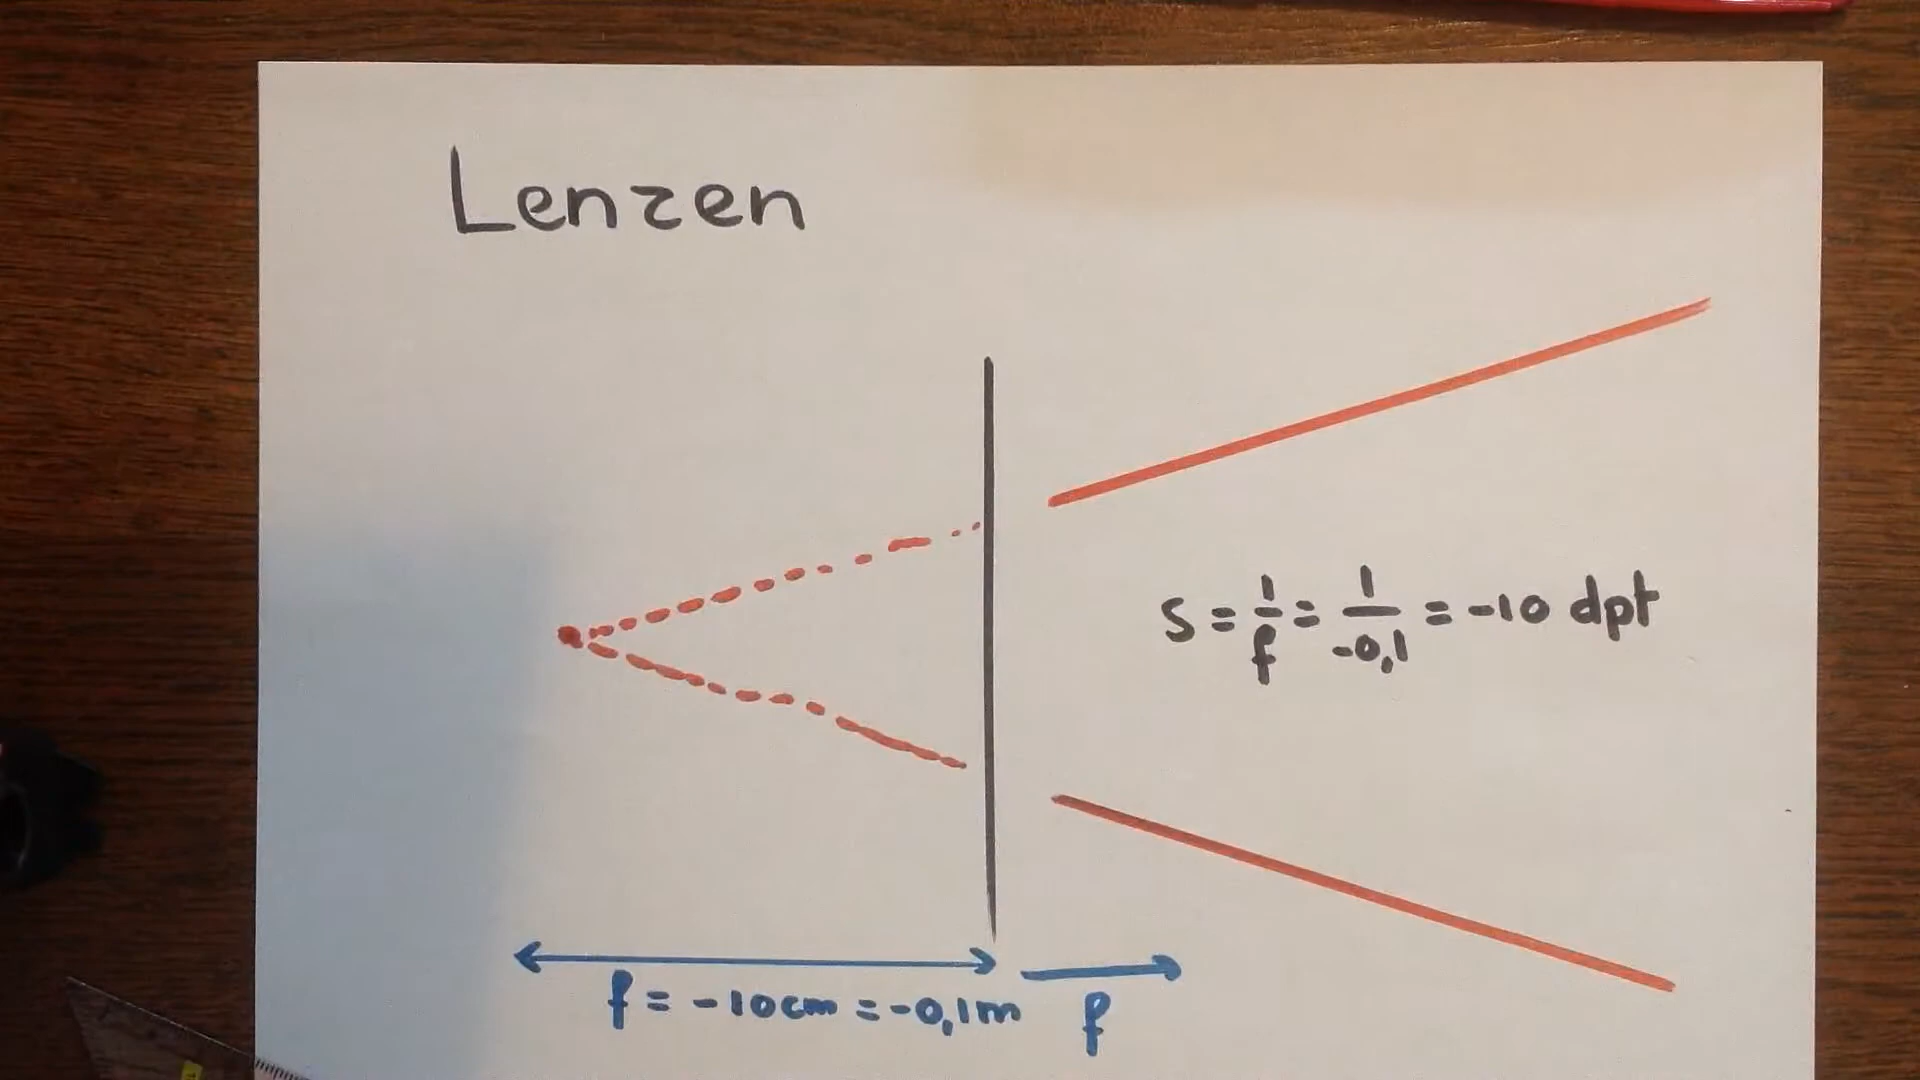 Lenzen
S = 1/f = 1/-0,1 = -10 dpt
f = -10cm = -0,1m
f